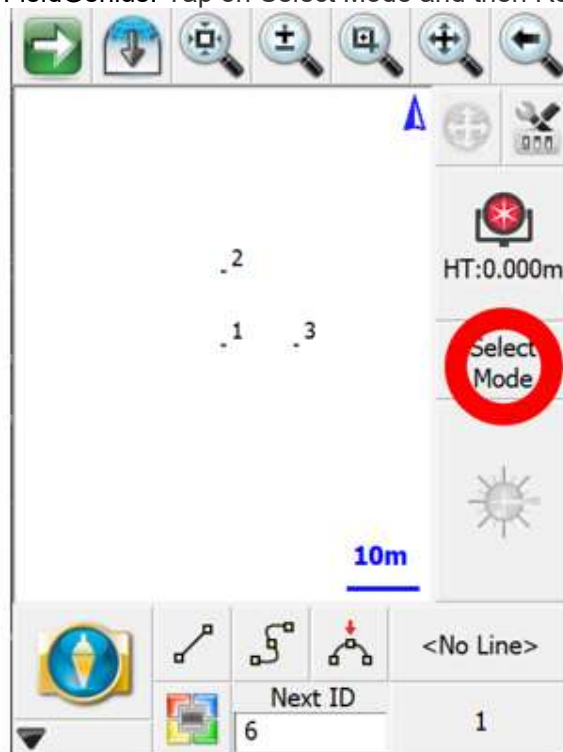 FieldGenius. Tap on Select Mode and then
2
HT:0.000m
1 3
Select
Mode
10m
<No Line>
Next ID
6
1